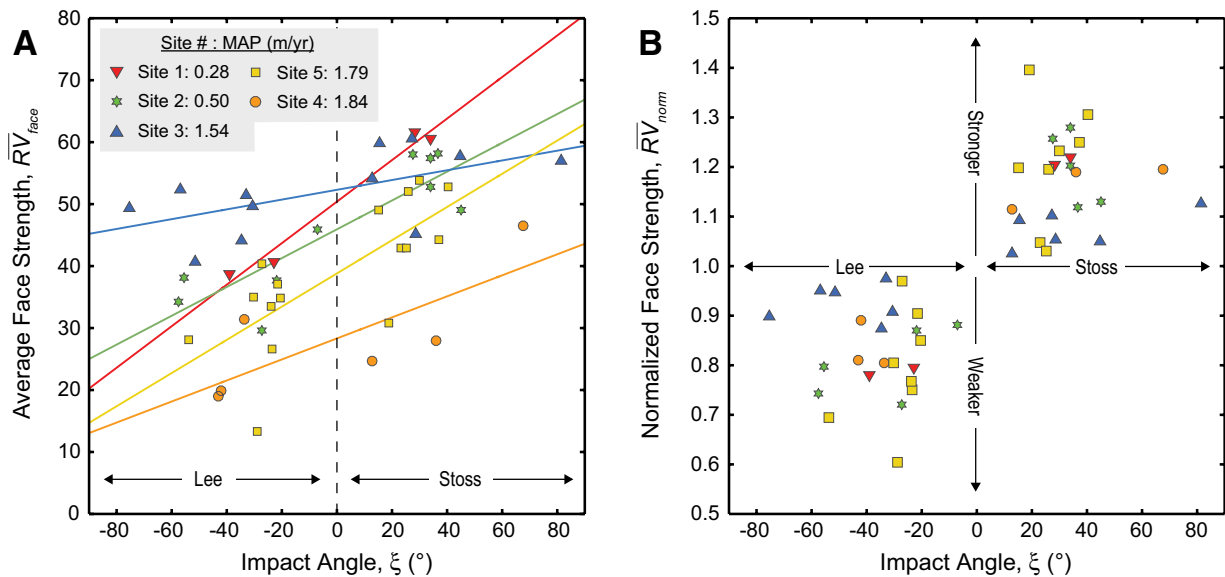 A
Average Face Strength, RV face
80
70
60
50
40
30
20
10
0
Site # : MAP (m/yr)
Site 1: 0.28
Site 2: 0.50
Site 3: 1.54
Site 5: 1.79
Site 4: 1.84
Lee
Stoss
-80
-60
-40
-20
0
20
40
60
80
Impact Angle, ξ (°)
B
Normalized Face Strength, RV norm
1.5
1.4
1.3
1.2
1.1
1.0
0.9
0.8
0.7
0.6
0.5
Stronger
Lee
Stoss
Weaker
-80
-60
-40
-20
0
20
40
60
80
Impact Angle, ξ (°)